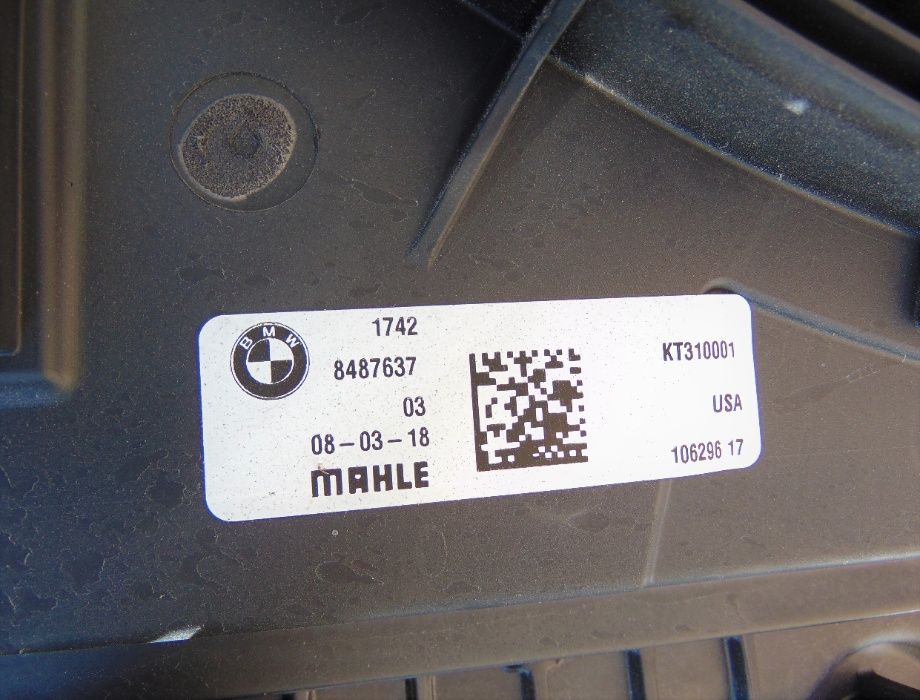 BMW
1742
8487637
03
08-03-18
MAHLE
KT310001
USA
106296 17